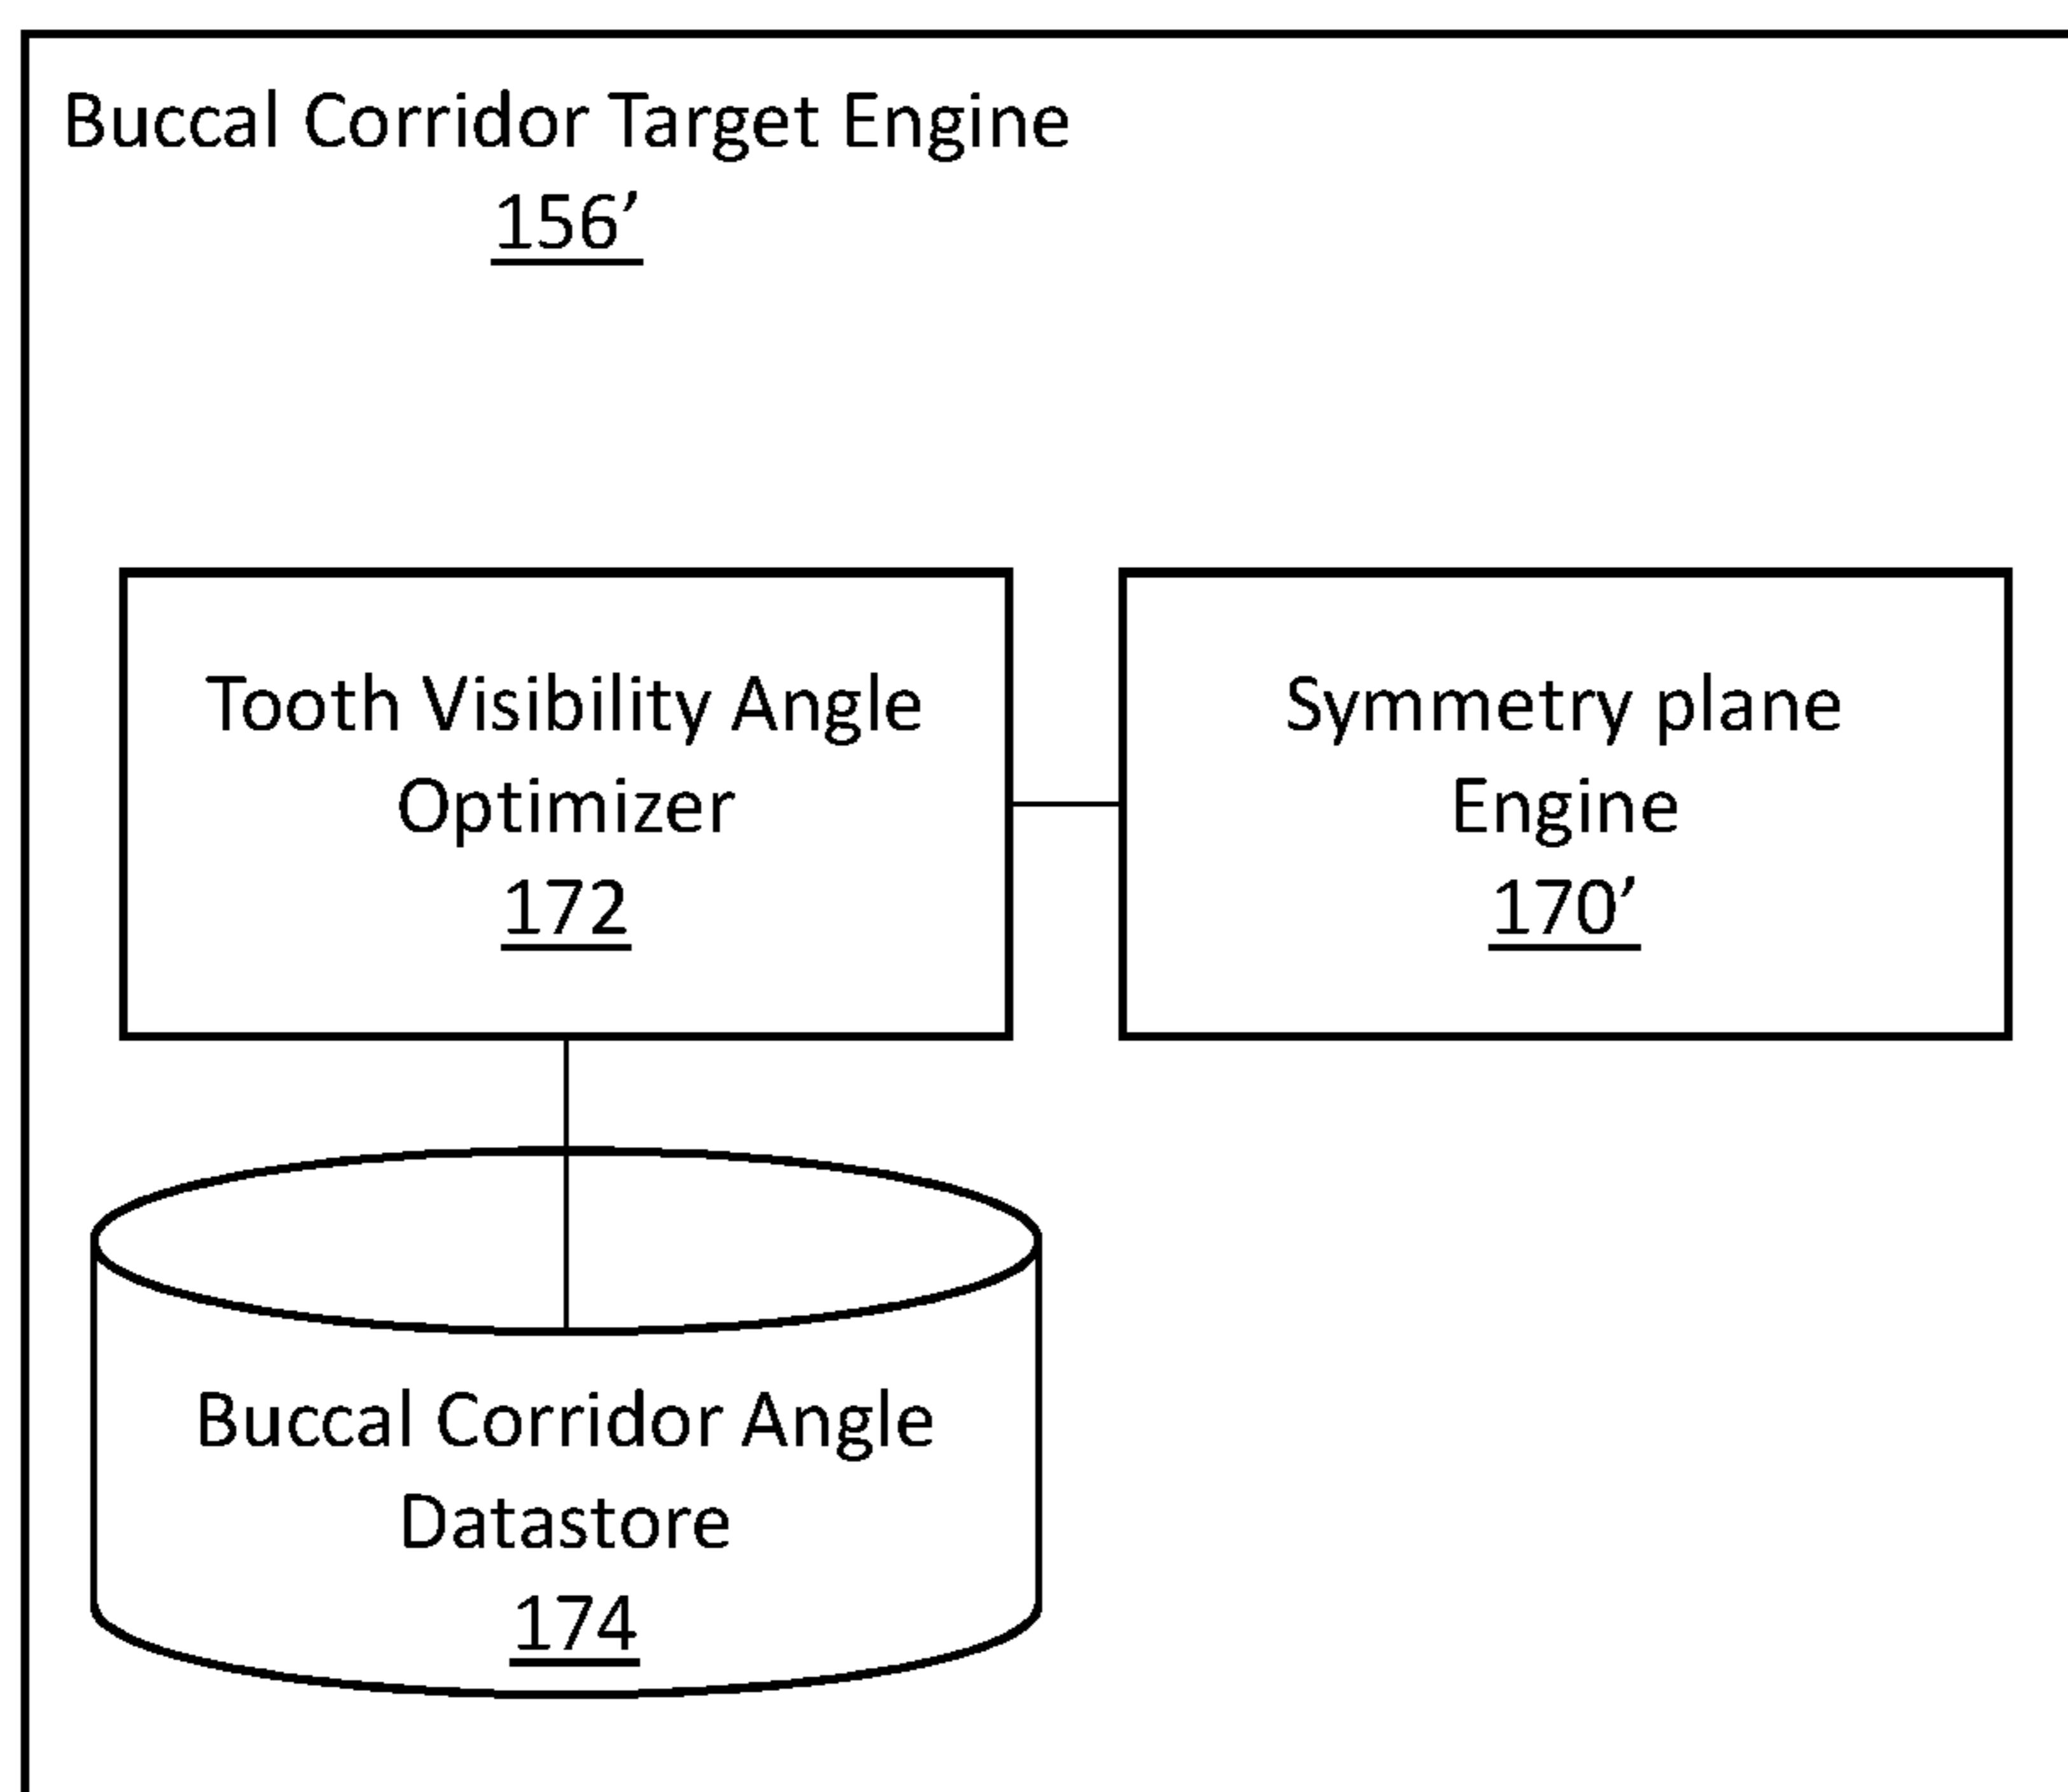 Buccal Corridor Target Engine
156’
Tooth Visibility Angle
Optimizer
172
Symmetry plane
Engine
170’
Buccal Corridor Angle
Datastore
174